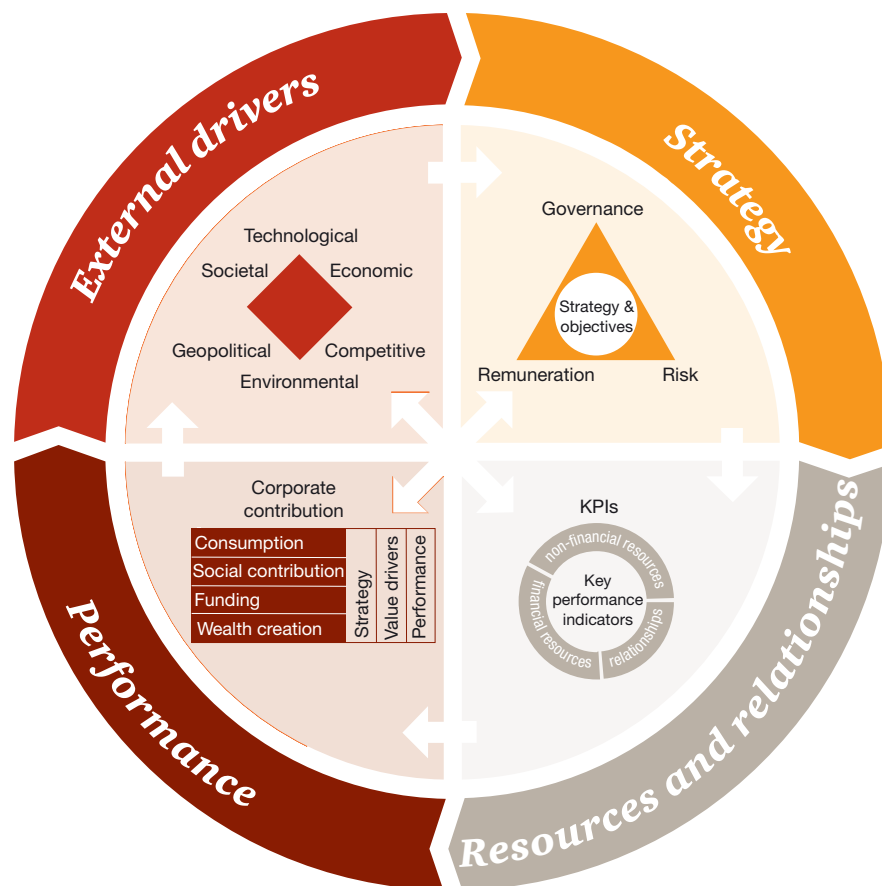 External drivers
Technological
Societal
Economic
Geopolitical
Competitive
Environmental
Strategy
Governance
Strategy &
objectives
Remuneration
Risk
Resources and relationships
KPIs
non-financial resources
financial resources
relationships
Key
performance
indicators
Performance
Corporate
contribution
Consumption
Social contribution
Funding
Wealth creation
Strategy
Value drivers
Performance